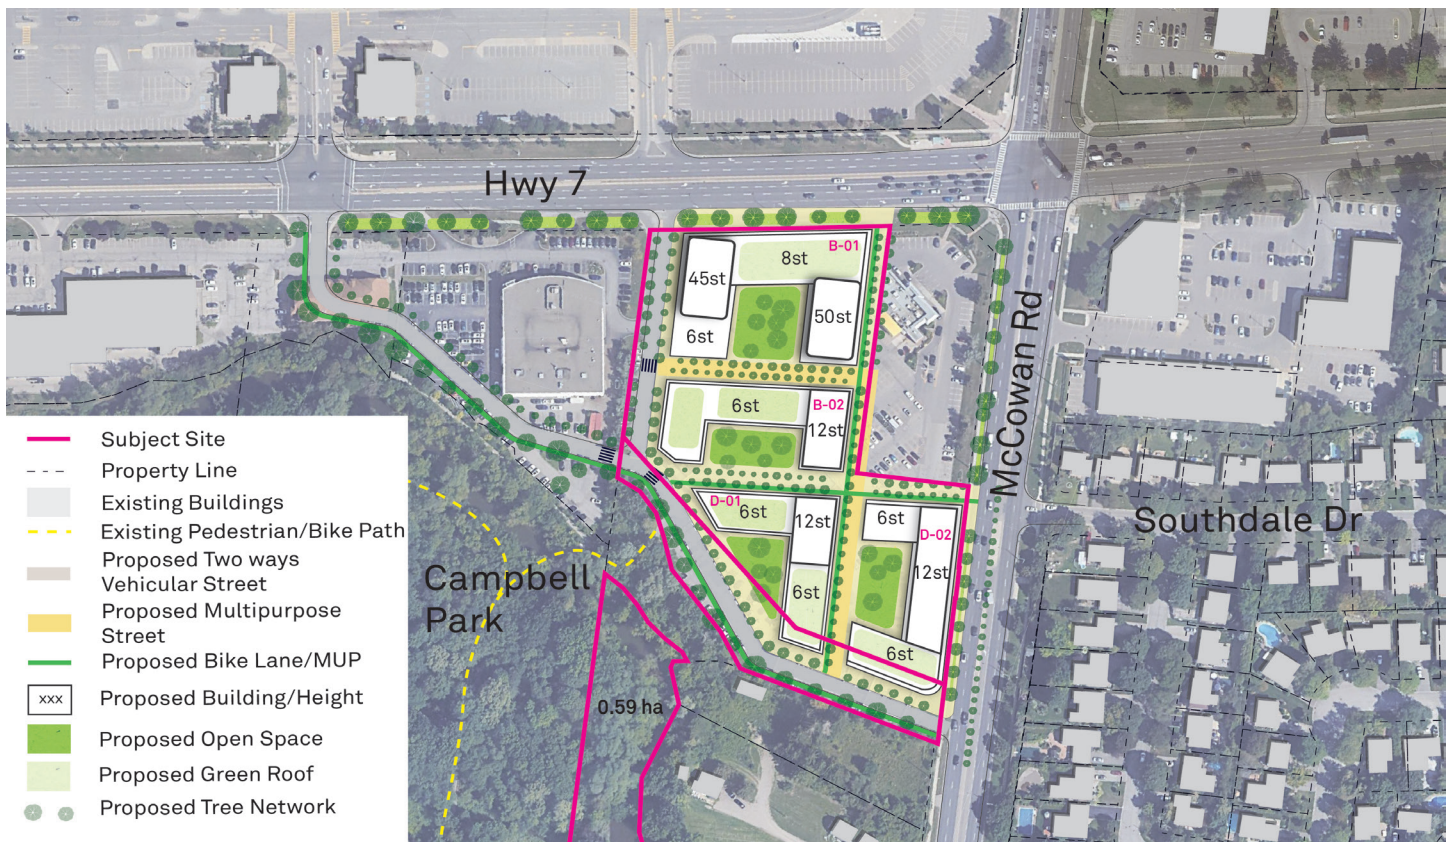 Hwy 7
B-01
8st
45st
50st
6st
McCowan Rd
6st
B-02
12st
Subject Site
Property Line
Existing Buildings
Existing Pedestrian/Bike Path
Proposed Two ways
Vehicular Street
Proposed Multipurpose
Street
Proposed Bike Lane/MUP
xxx
Proposed Building/Height
Proposed Open Space
Proposed Green Roof
Proposed Tree Network
D-01
6st
12st
6st
6st
D-02
12st
6st
Southdale Dr
Campbell
Park
0.59 ha